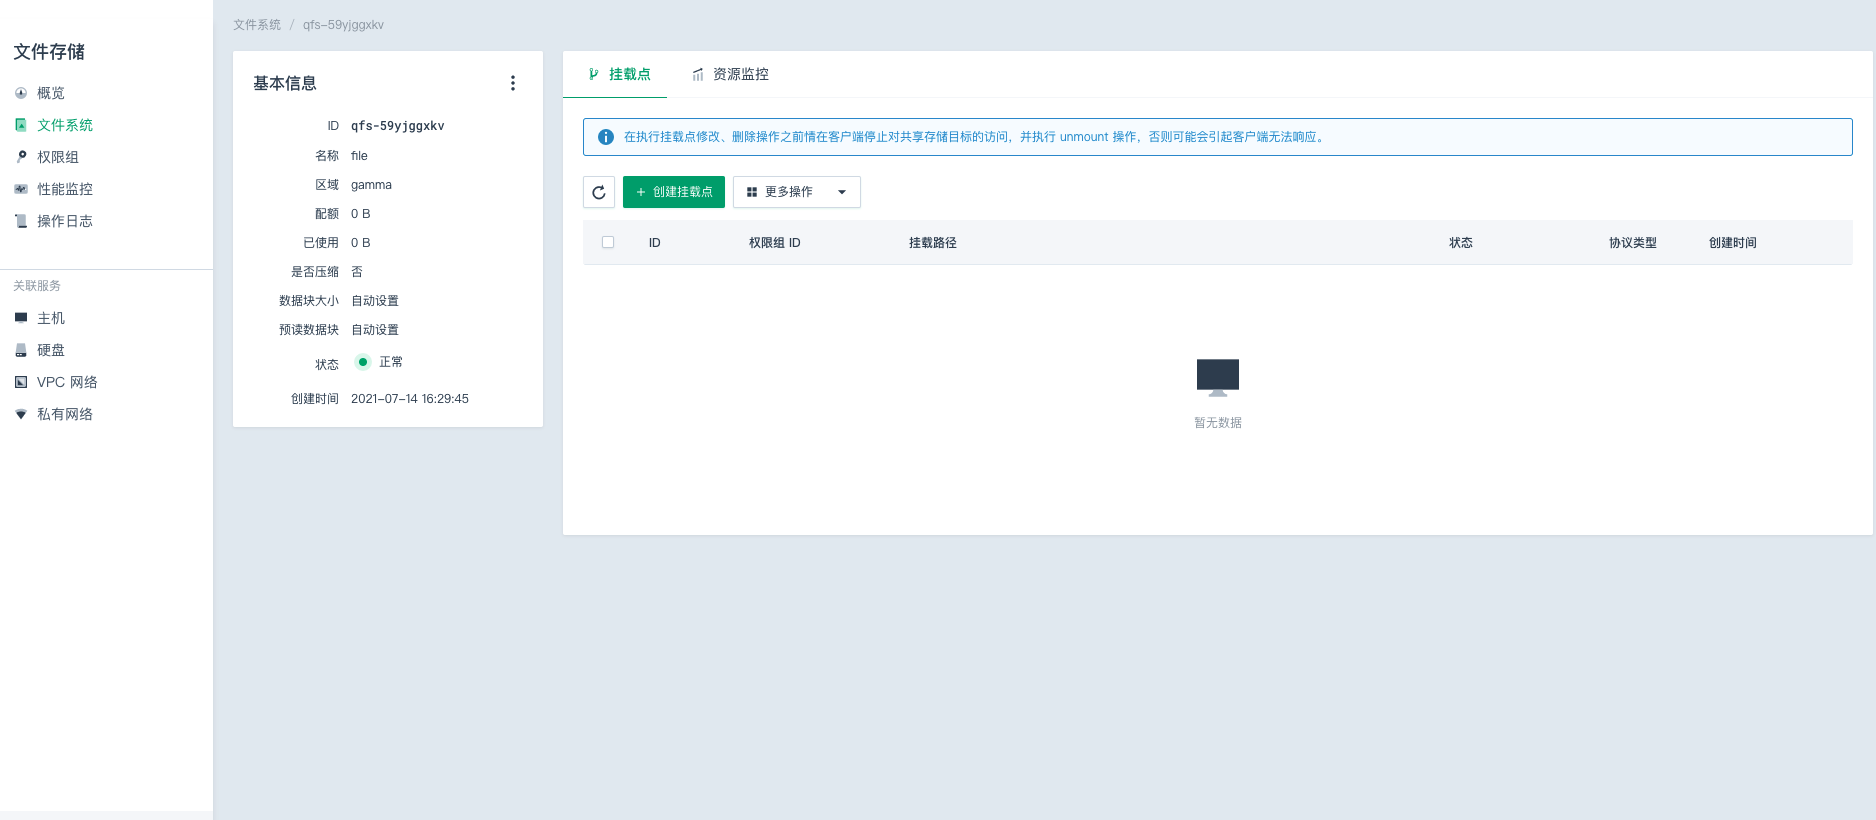 文件存储
概览
文件系统
权限组
性能监控
操作日志
关联服务
主机
硬盘
VPC 网络
私有网络
文件系统 / qfs-59yjggxkv
基本信息
ID qfs-59yjggxkv
名称 file
区域 gamma
配额 0 B
已使用 0 B
是否压缩 否
数据块大小 自动设置
预读数据块 自动设置
状态 正常
创建时间 2021-07-14 16:29:45
挂载点 资源监控
在执行挂载点修改、删除操作之前情在客户端停止对共享存储目标的访问，并执行 unmount 操作，否则可能会引起客户端无法响应。
+ 创建挂载点 更多操作
ID 权限组 ID 挂载路径 状态 协议类型 创建时间
暂无数据